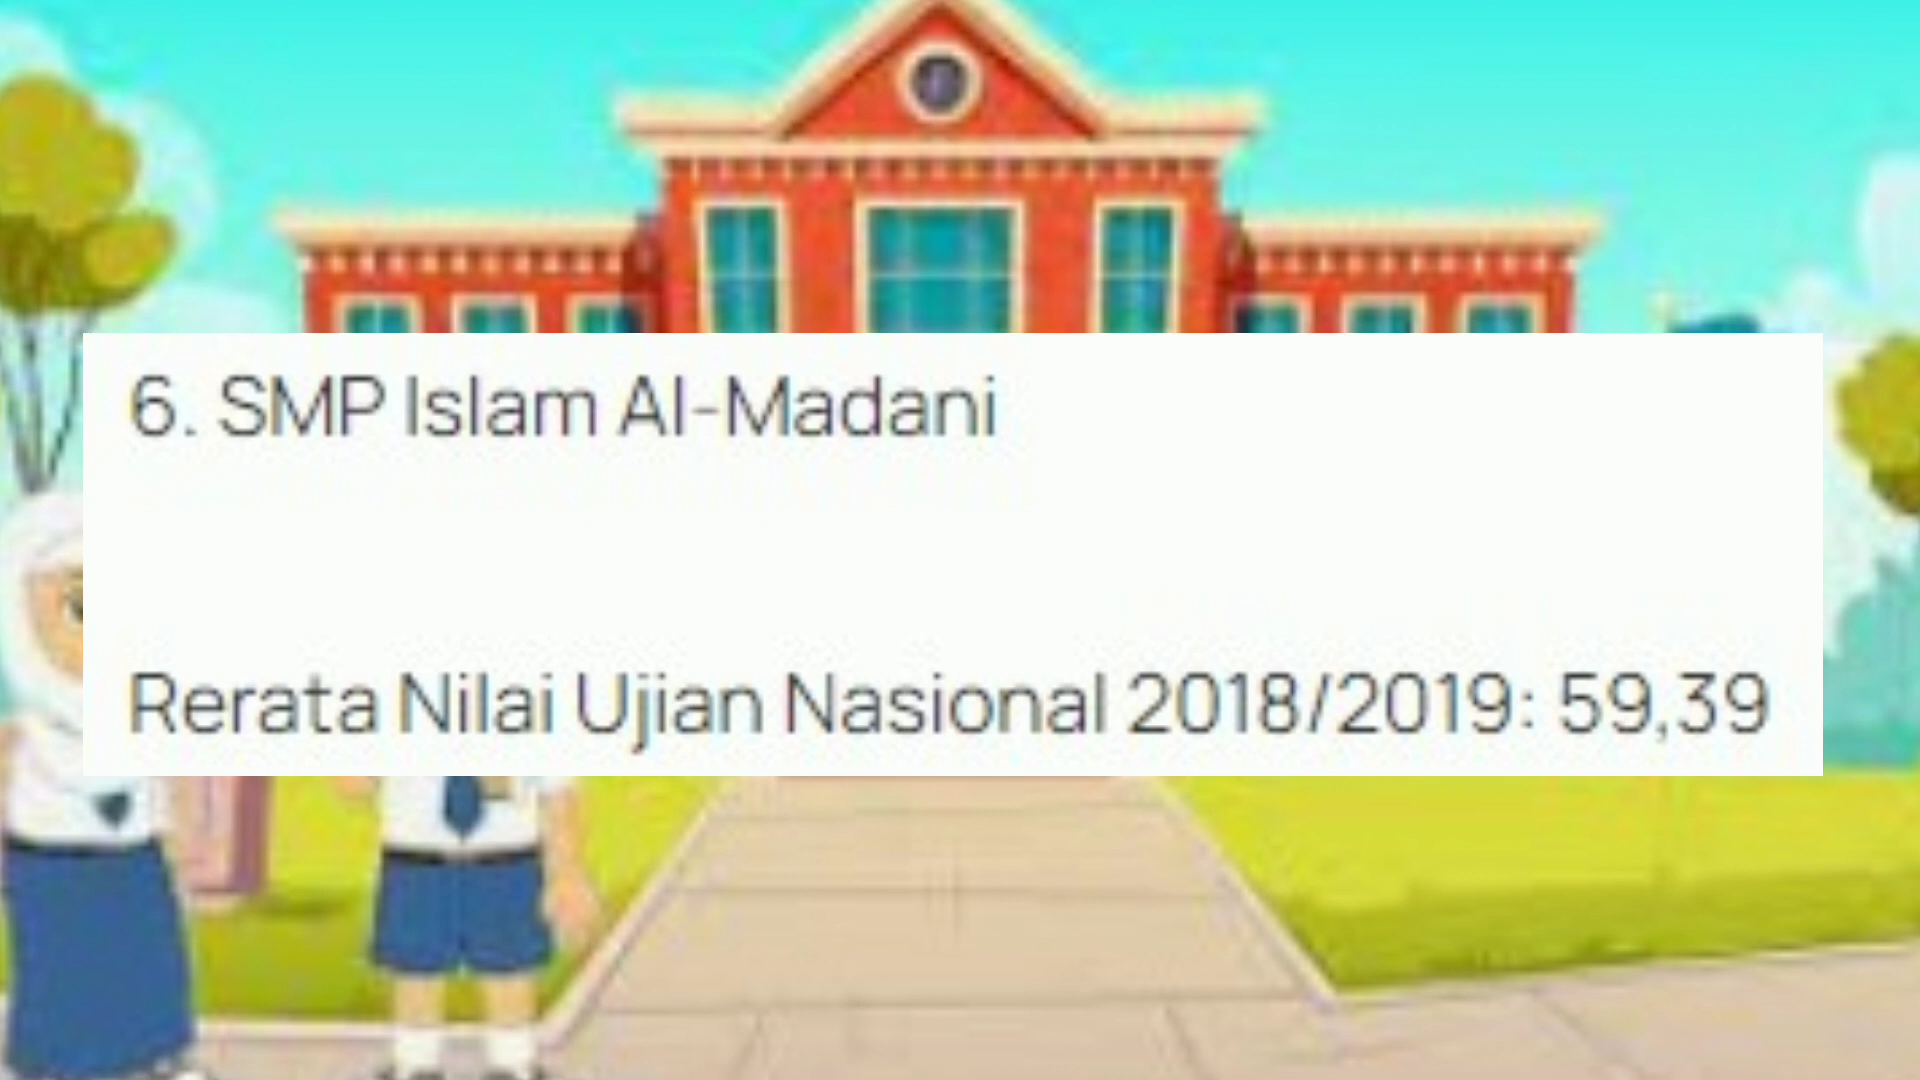 6. SMP Islam Al-Madani
Rerata Nilai Ujian Nasional 2018/2019: 59,39